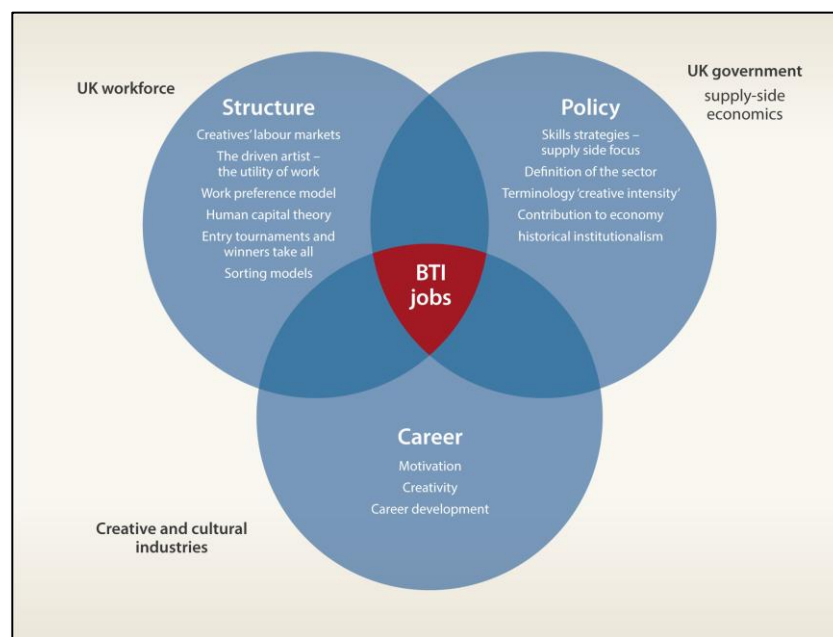 UK workforce
Structure
Creatives' labour markets
The driven artist –
the utility of work
Work preference model
Human capital theory
Entry tournaments and
winners take all
Sorting models
Policy
Skills strategies –
supply side focus
Definition of the sector
Terminology 'creative intensity'
Contribution to economy
historical institutionalism
UK government
supply-side
economics
BTI
jobs
Career
Motivation
Creativity
Career development
Creative and cultural
industries